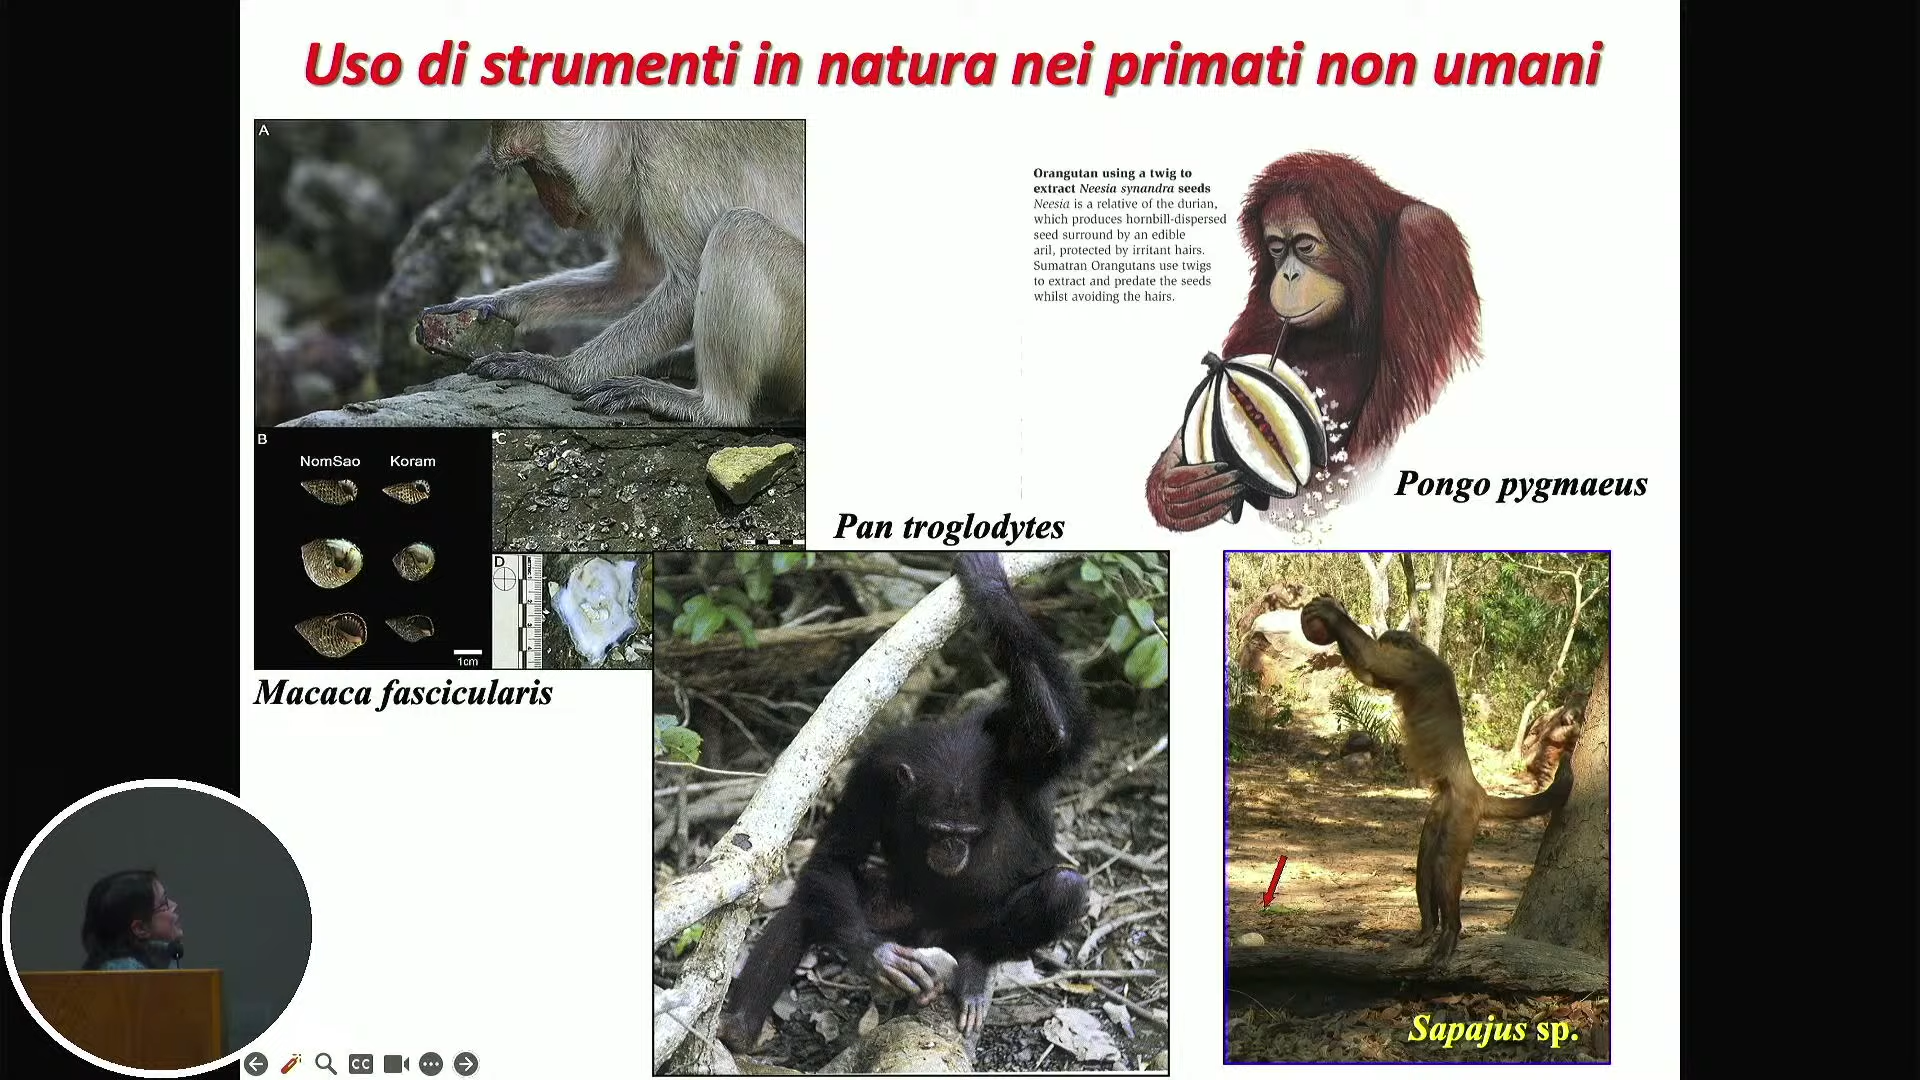 Uso di strumenti in natura nei primati non umani
A
Orangutan using a twig to
extract Neesia synandra seeds
Neesia is a relative of the durian,
which produces hornbill-dispersed
seed surround by an edible
aril, protected by irritant hairs.
Sumatran Orangutans use twigs
to extract and predate the seeds
whilst avoiding the hairs.
B
NomSao Koram
1cm
C
D
Pongo pygmaeus
Pan troglodytes
Macaca fascicularis
Sapajus sp.
CC